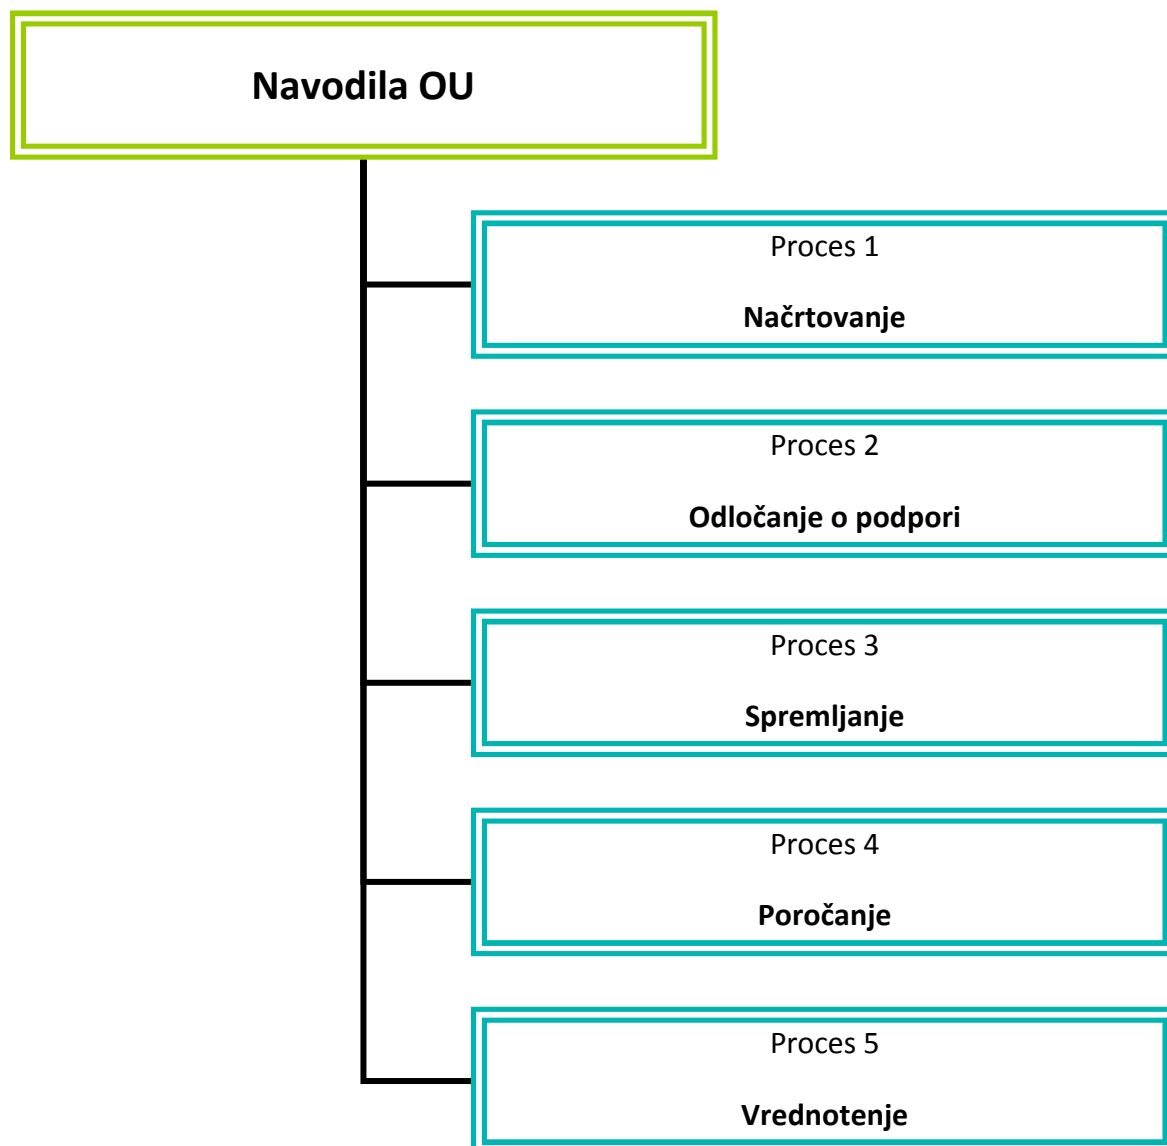 Navodila OU
Proces 1
Načrtovanje
Proces 2
Odločanje o podpori
Proces 3
Spremljanje
Proces 4
Poročanje
Proces 5
Vrednotenje